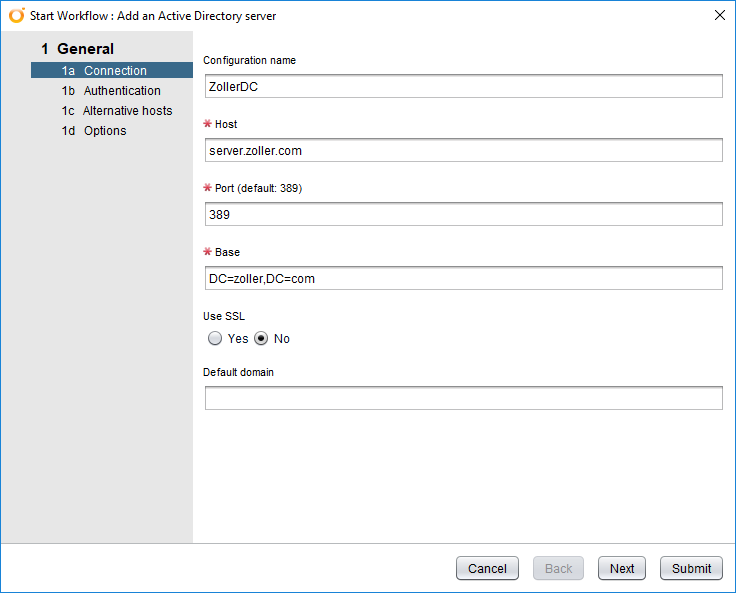 Start Workflow : Add an Active Directory server
1 General
1a Connection
1b Authentication
1c Alternative hosts
1d Options
Configuration name
ZollerDC
* Host
server.zoller.com
* Port (default: 389)
389
* Base
DC=zoller,DC=com
Use SSL
Yes No
Default domain
Cancel Back Next Submit